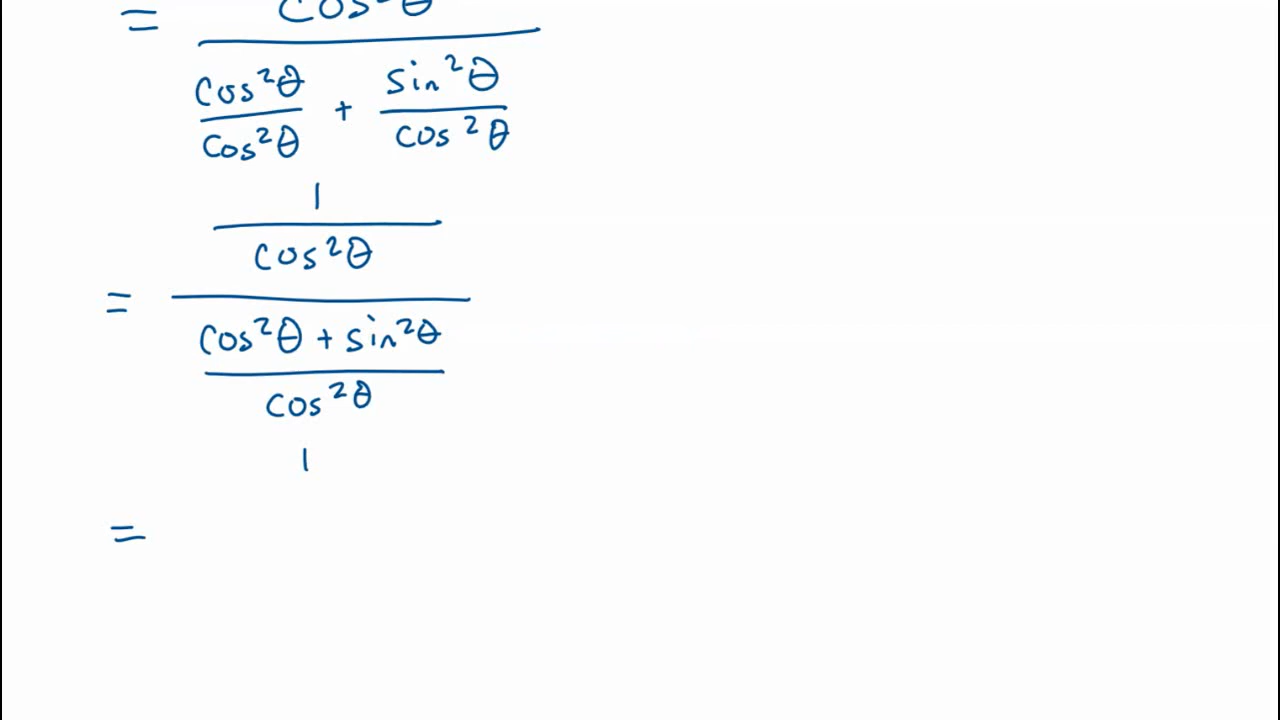 = cos²θ
cos²θ/cos²θ + sin²θ/cos²θ
1
cos²θ
=
cos²θ + sin²θ
cos²θ
1
=